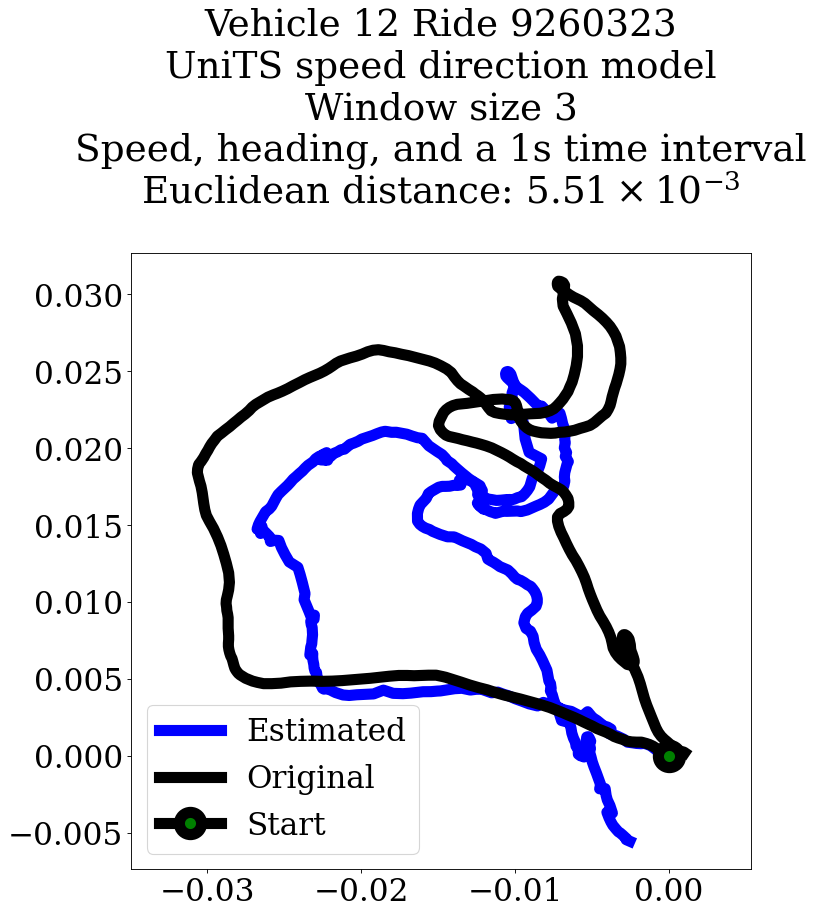 Vehicle 12 Ride 9260323
UniTS speed direction model
Window size 3
Speed, heading, and a 1s time interval
Euclidean distance: 5.51 × 10⁻³
0.030
0.025
0.020
0.015
0.010
0.005
0.000
−0.005
Estimated
Original
Start
−0.03 −0.02 −0.01 0.00